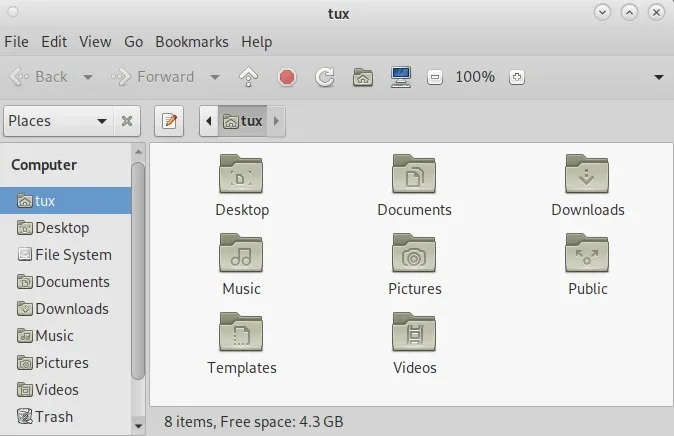 tux
File Edit View Go Bookmarks Help
Back Forward 100%
Places tux
Computer
tux
Desktop
File System
Documents
Downloads
Music
Pictures
Videos
Trash
Desktop Documents Downloads
Music Pictures Public
Templates Videos
8 items, Free space: 4.3 GB